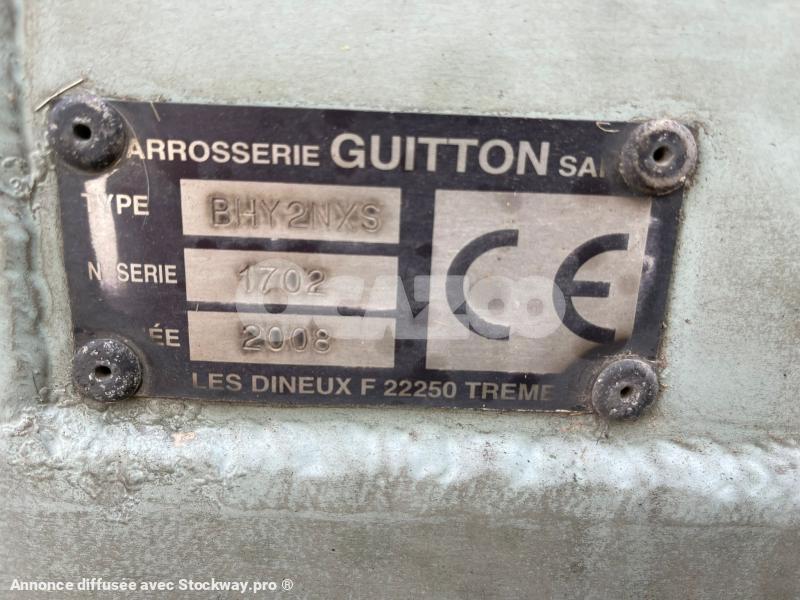 ARROSSERIE GUITTON SA
TYPE BHY2NXS
N SERIE 1702
ÉE 2008
CE
LES DINEUX F 22250 TREME
OCAZOO
Annonce diffusée avec Stockway.pro ®